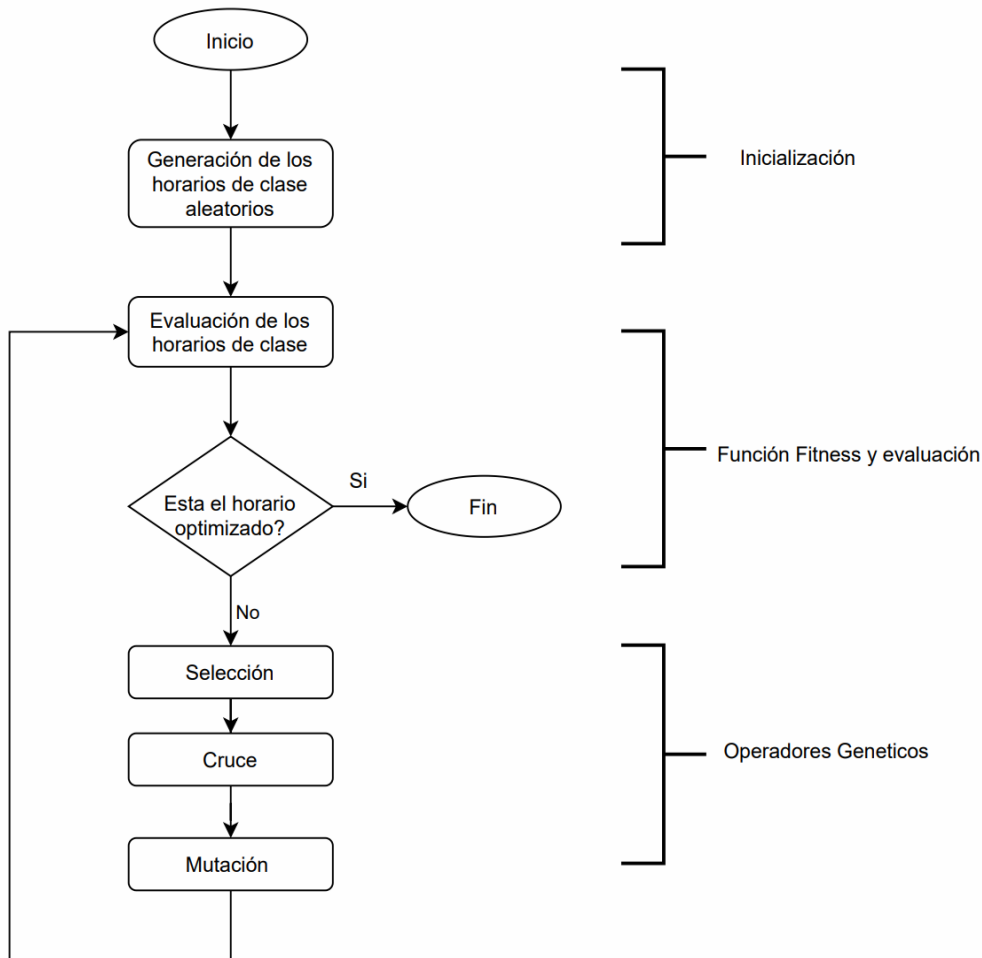 Inicio
Generación de los
horarios de clase
aleatorios
Inicialización
Evaluación de los
horarios de clase
Función Fitness y evaluación
Esta el horario
optimizado?
Si
Fin
No
Selección
Cruce
Operadores Geneticos
Mutación